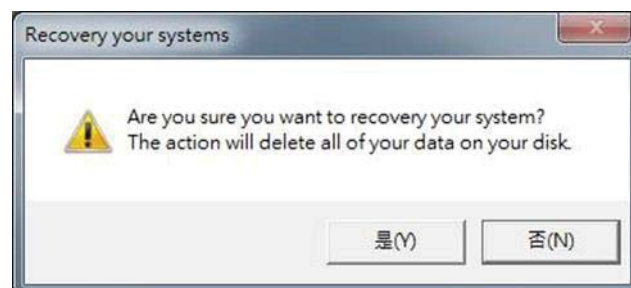 Recovery your systems
Are you sure you want to recovery your system?
The action will delete all of your data on your disk.
是(Y)
否(N)